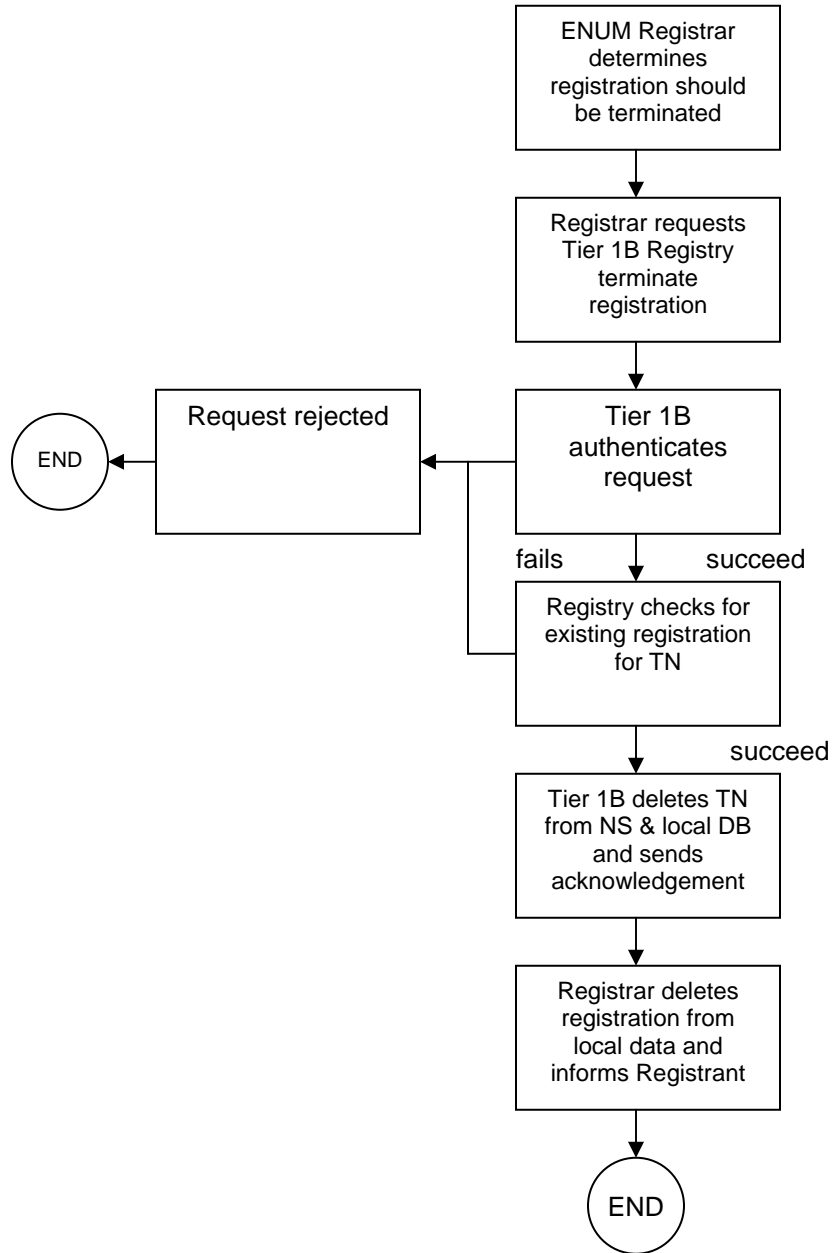 ENUM Registrar
determines
registration should
be terminated
Registrar requests
Tier 1B Registry
terminate
registration
Request rejected
Tier 1B
authenticates
request
END
fails
succeed
Registry checks for
existing registration
for TN
succeed
Tier 1B deletes TN
from NS & local DB
and sends
acknowledgement
Registrar deletes
registration from
local data and
informs Registrant
END